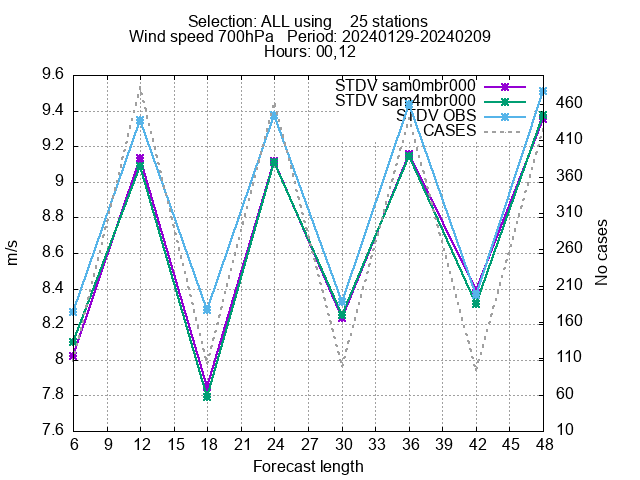 Selection: ALL using 25 stations
Wind speed 700hPa Period: 20240129-20240209
Hours: 00,12
STDV sam0mbr000
STDV sam4mbr000
STDV OBS
CASES
9.6
9.4
9.2
9
8.8
8.6
8.4
8.2
8
7.8
7.6
460
410
360
310
260
210
160
110
60
10
m/s
No cases
6 9 12 15 18 21 24 27 30 33 36 39 42 45 48
Forecast length